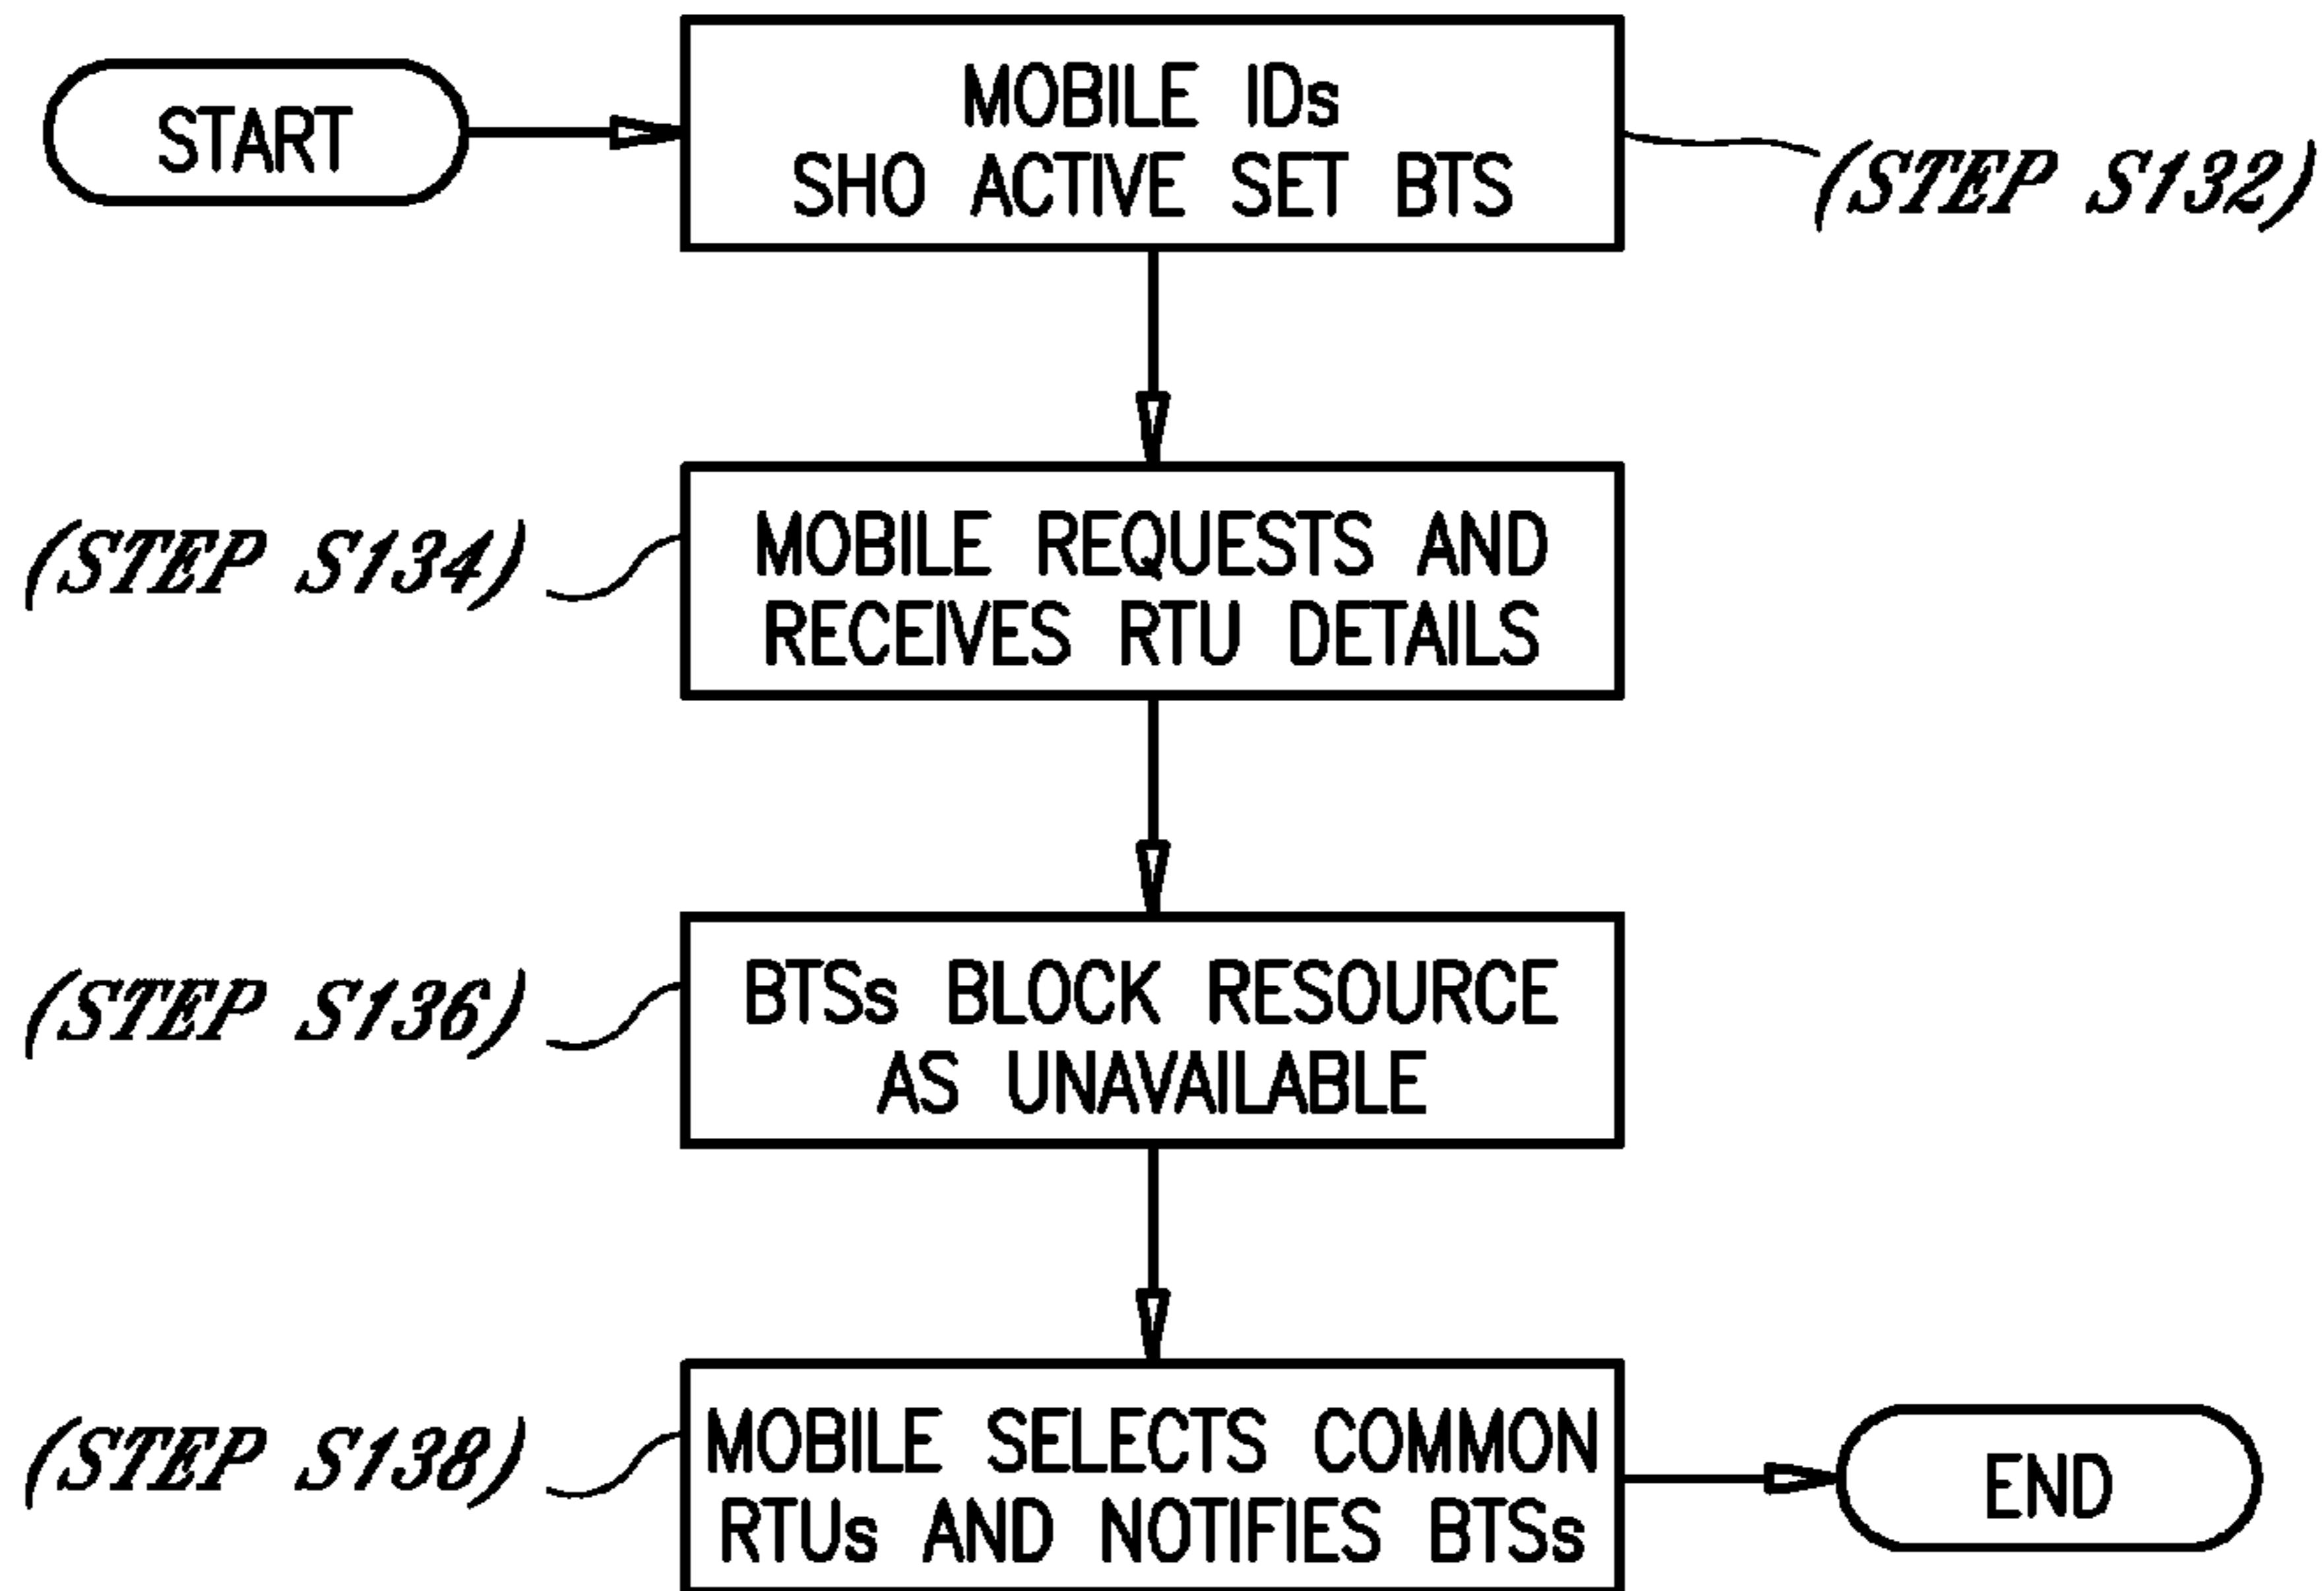 START
MOBILE IDs
SHO ACTIVE SET BTS
(STEP S132)
(STEP S134)
MOBILE REQUESTS AND
RECEIVES RTU DETAILS
(STEP S136)
BTSs BLOCK RESOURCE
AS UNAVAILABLE
(STEP S138)
MOBILE SELECTS COMMON
RTUs AND NOTIFIES BTSs
END